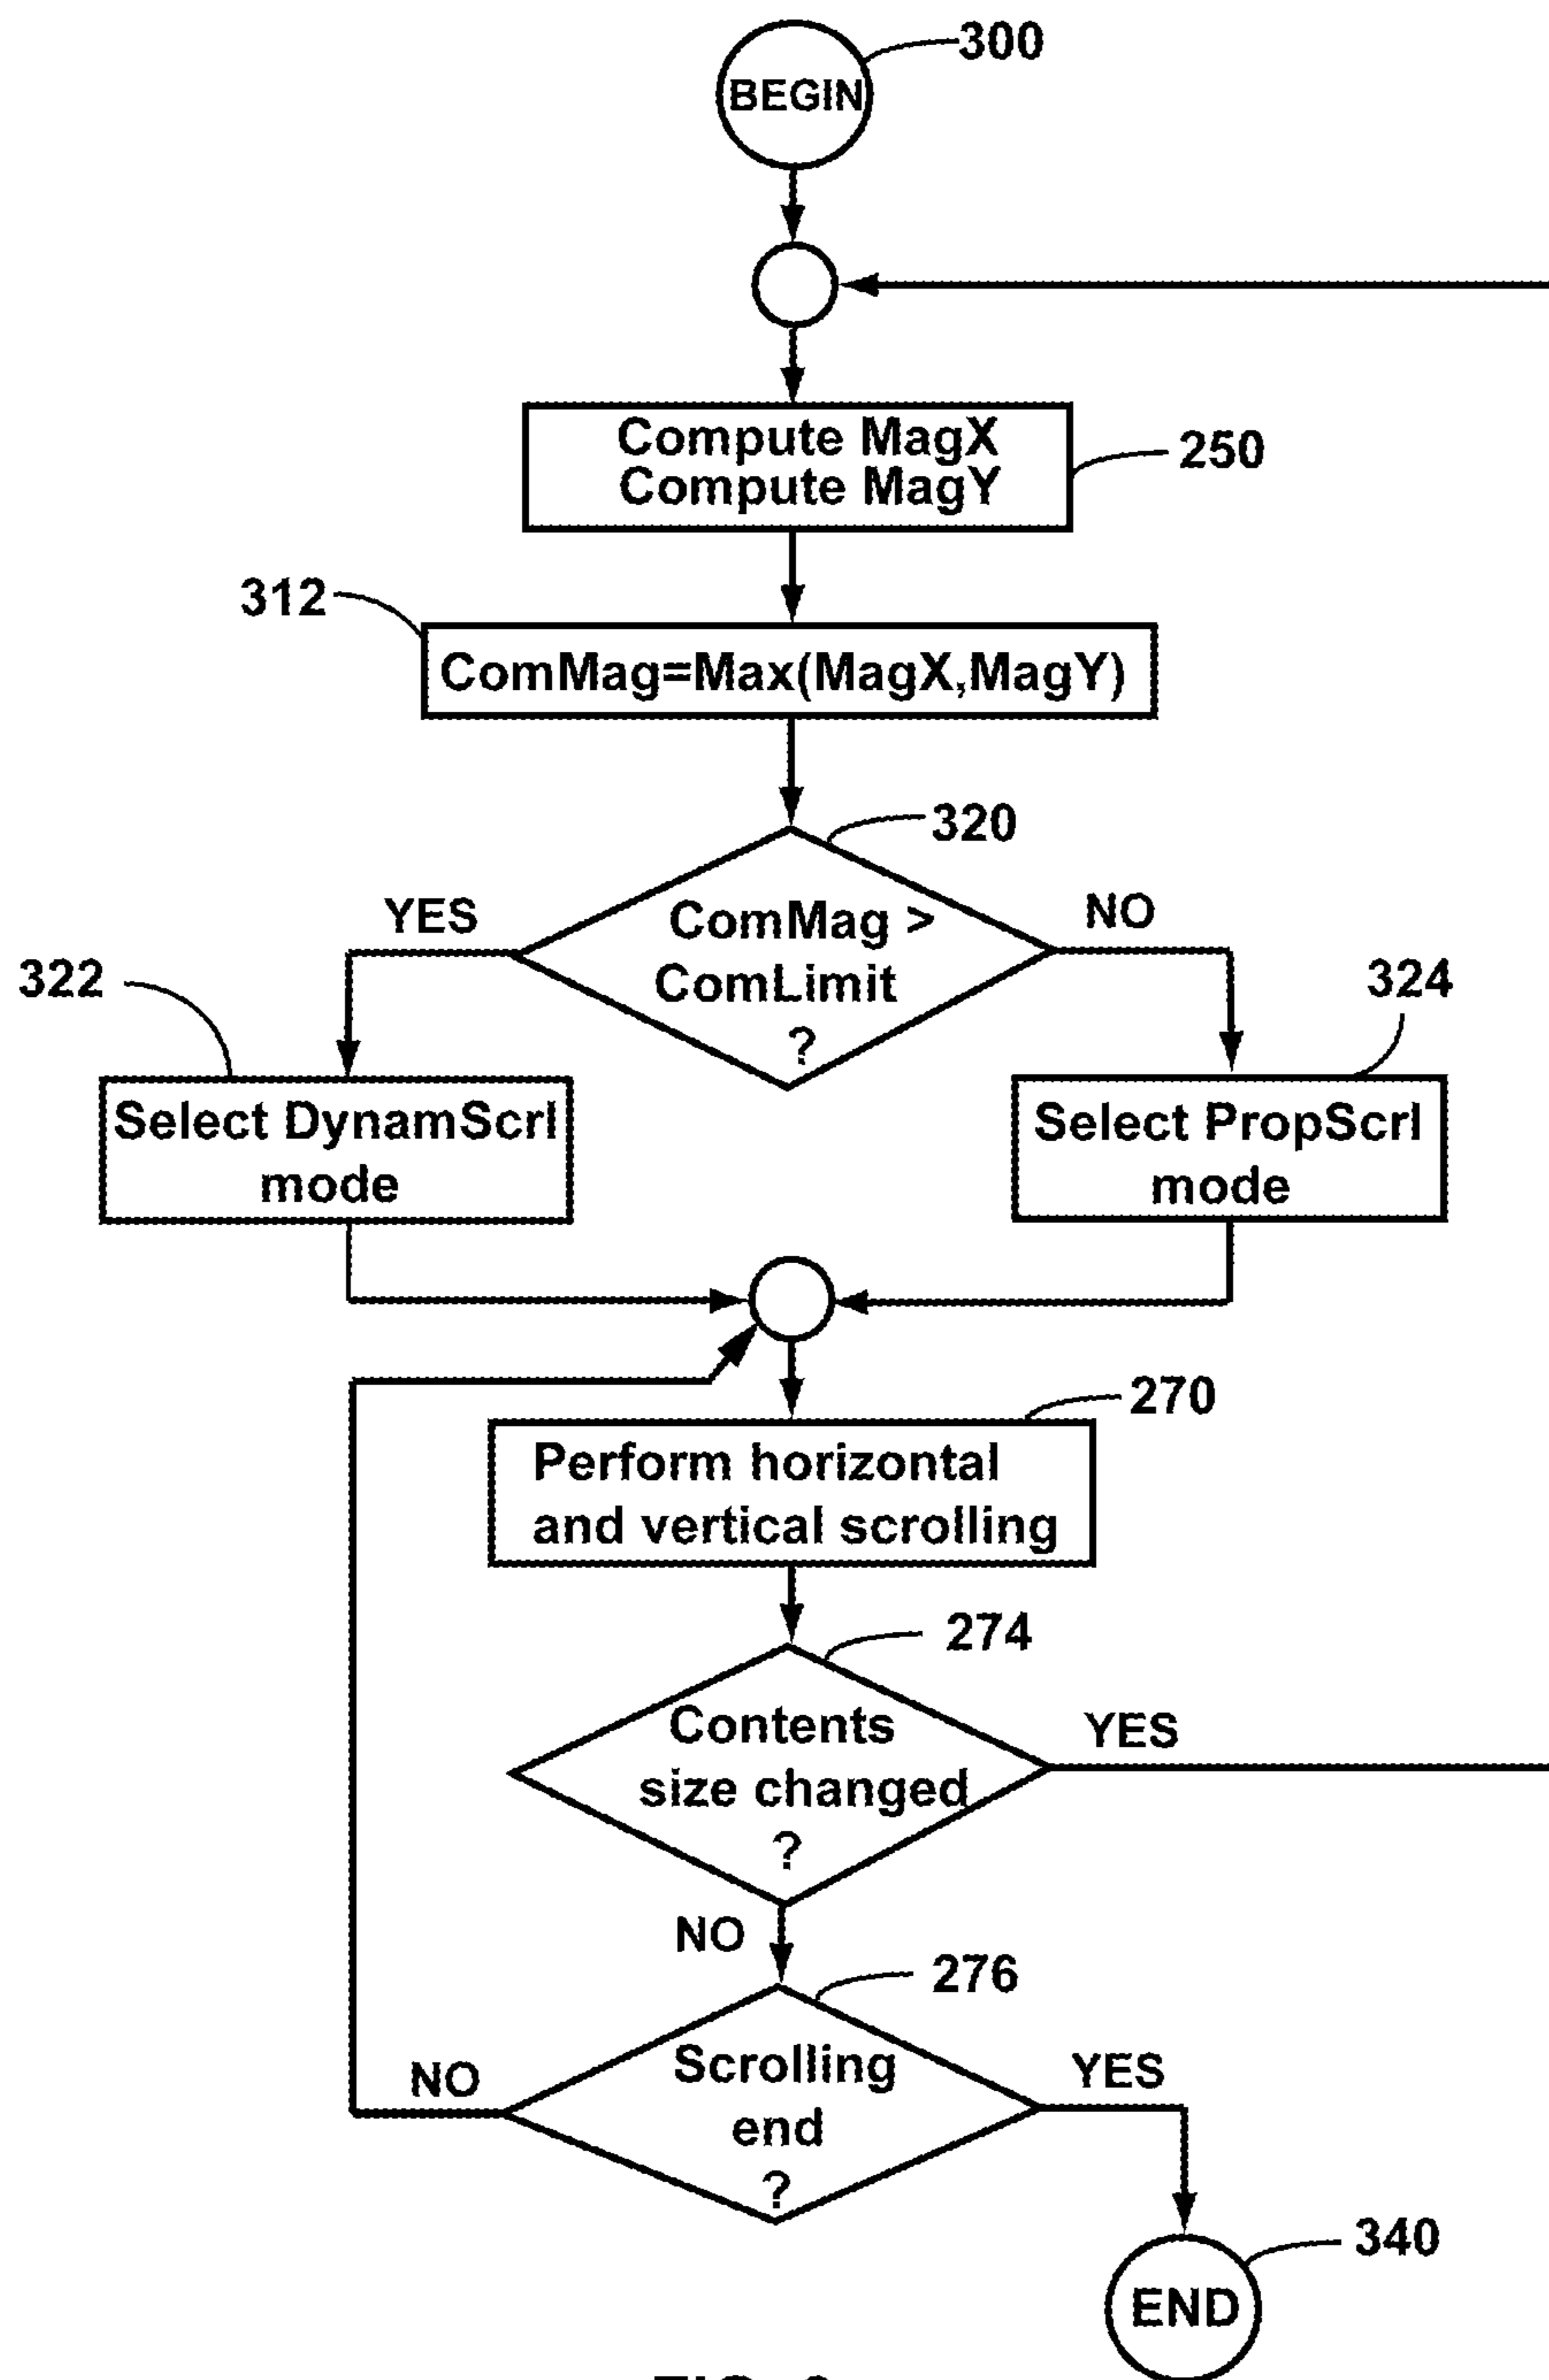 300
BEGIN
Compute MagX
Compute MagY
250
312
ComMag=Max(MagX,MagY)
320
YES
ComMag >
ComLimit
?
NO
322
324
Select DynamScrl
mode
Select PropScrl
mode
270
Perform horizontal
and vertical scrolling
274
Contents
size changed
?
YES
NO
276
NO
Scrolling
end
?
YES
340
END